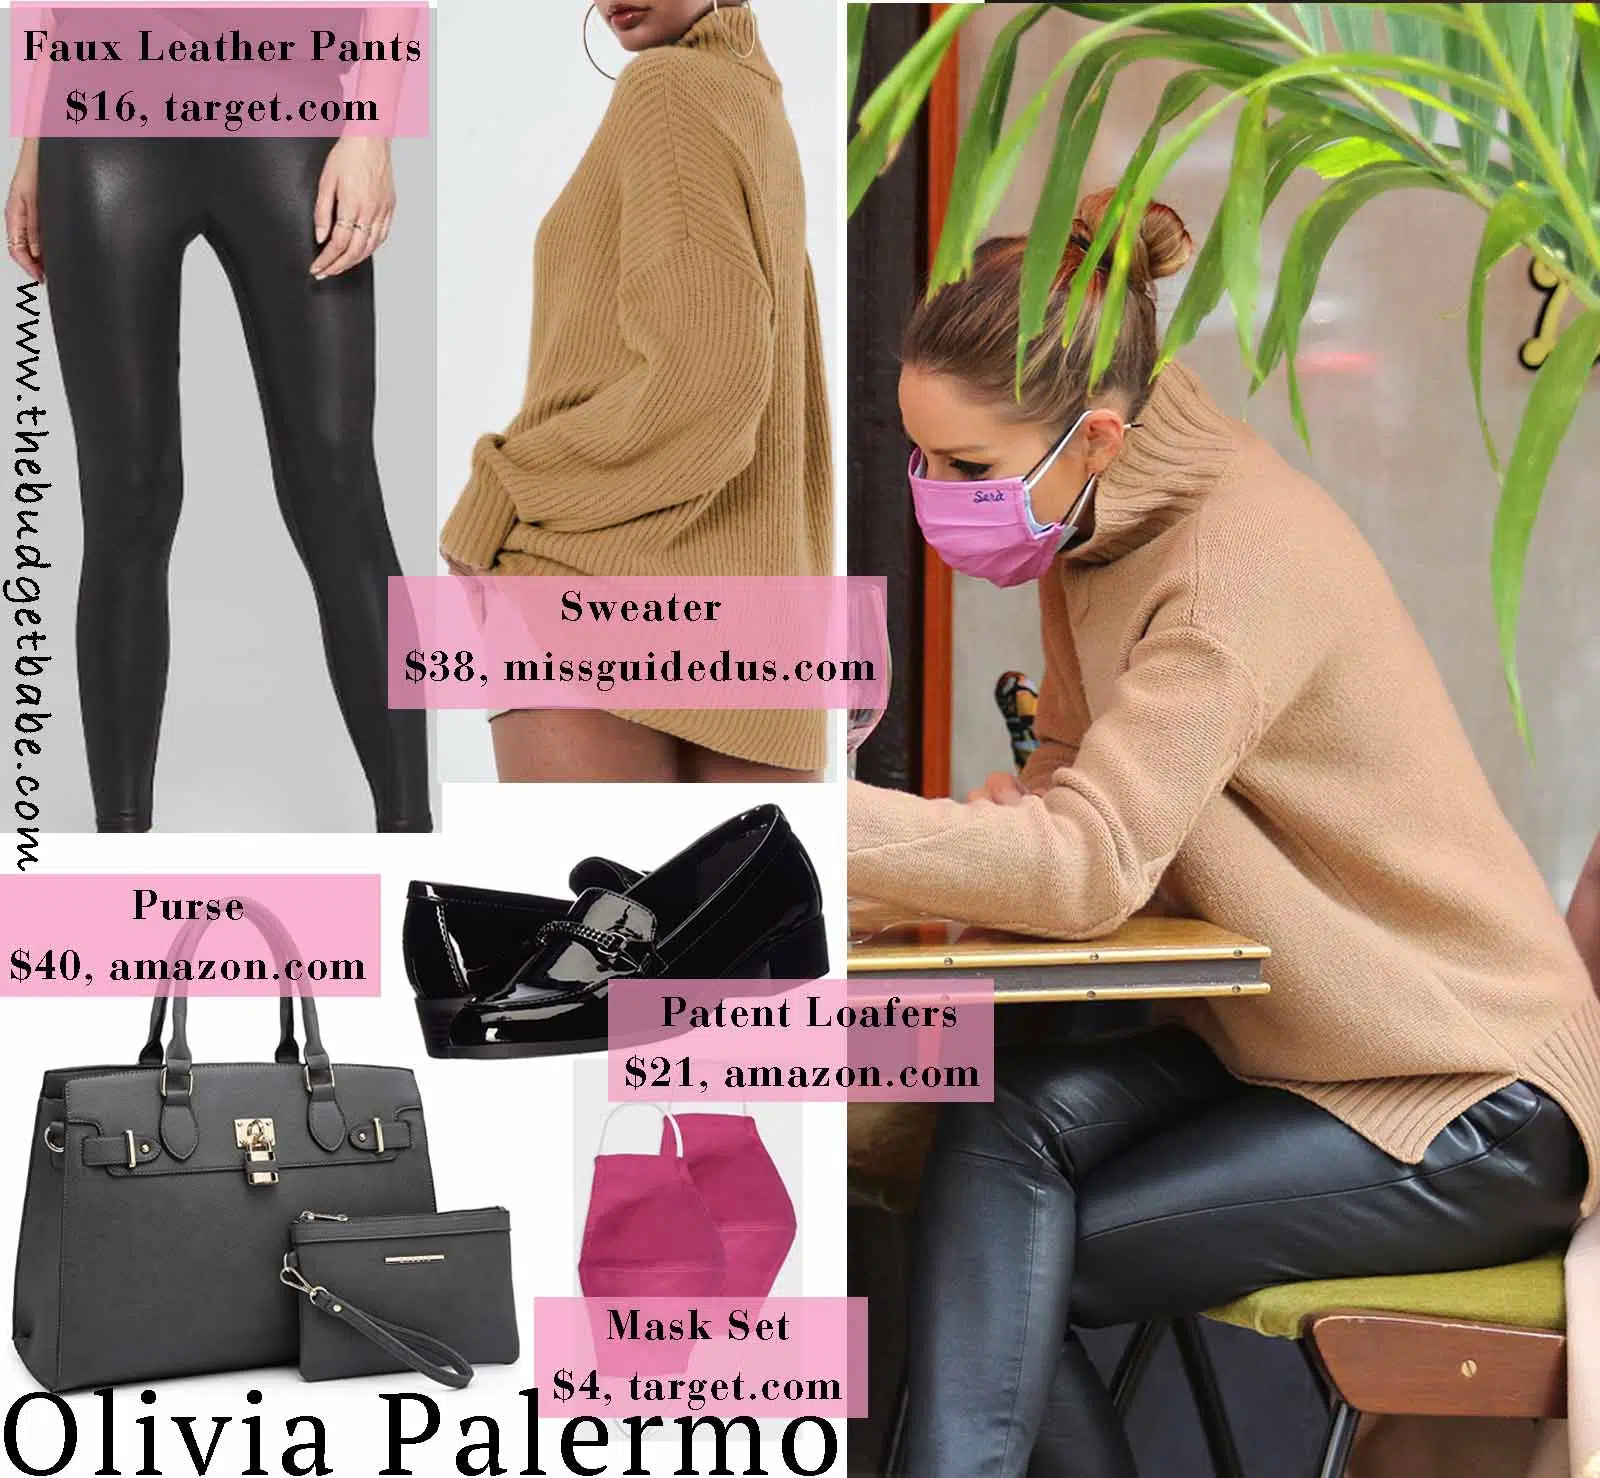 Faux Leather Pants
$16, target.com
www.thebudgetbabe.com
Sweater
$38, missguidedus.com
Sera
Purse
$40, amazon.com
Patent Loafers
$21, amazon.com
Mask Set
$4, target.com
Olivia Palermo